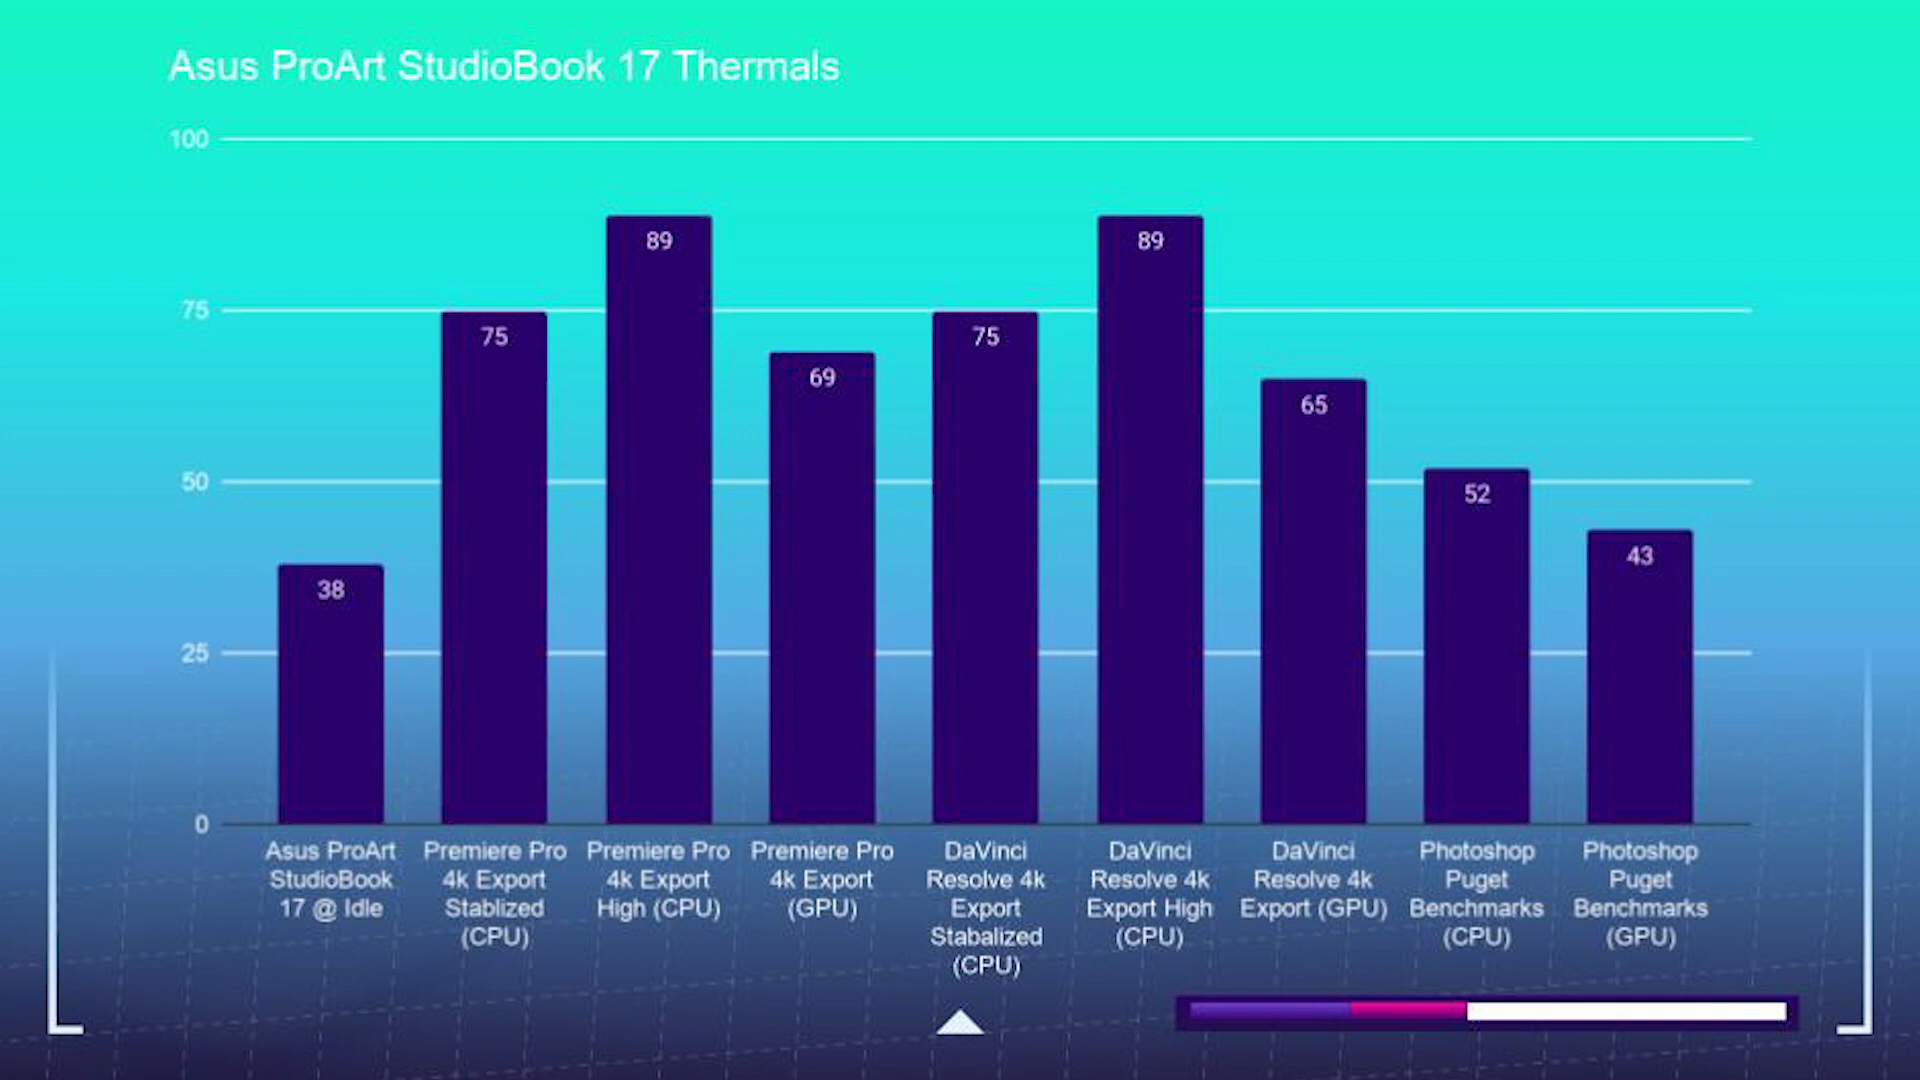 Asus ProArt StudioBook 17 Thermals
100
75
50
25
0
38
75
89
69
75
89
65
52
43
Asus ProArt
StudioBook
17 @ Idle
Premiere Pro
4k Export
Stablized
(CPU)
Premiere Pro
4k Export
High (CPU)
Premiere Pro
4k Export
(GPU)
DaVinci
Resolve 4k
Export
Stabalized
(CPU)
DaVinci
Resolve 4k
Export High
(CPU)
DaVinci
Resolve 4k
Export (GPU)
Photoshop
Puget
Benchmarks
(CPU)
Photoshop
Puget
Benchmarks
(GPU)